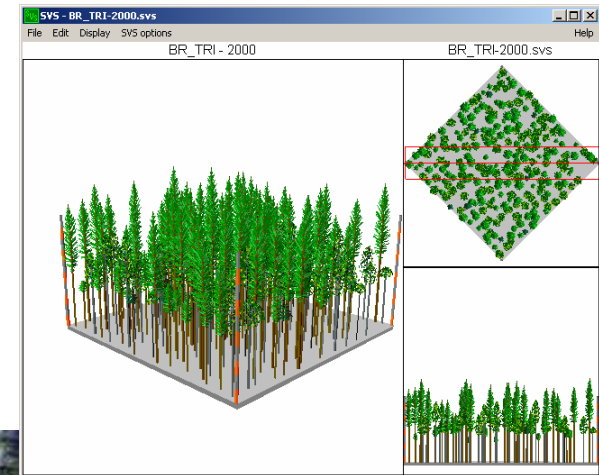 SVS - BR_TRI-2000.svs
File Edit Display SVS options Help
BR_TRI - 2000
BR_TRI-2000.svs